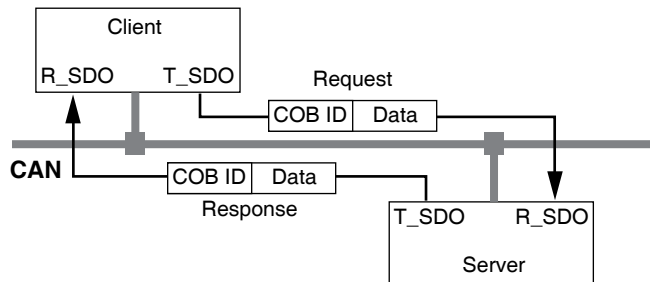 Client
R_SDO T_SDO
Request
COB ID Data
CAN
COB ID Data
Response
T_SDO R_SDO
Server